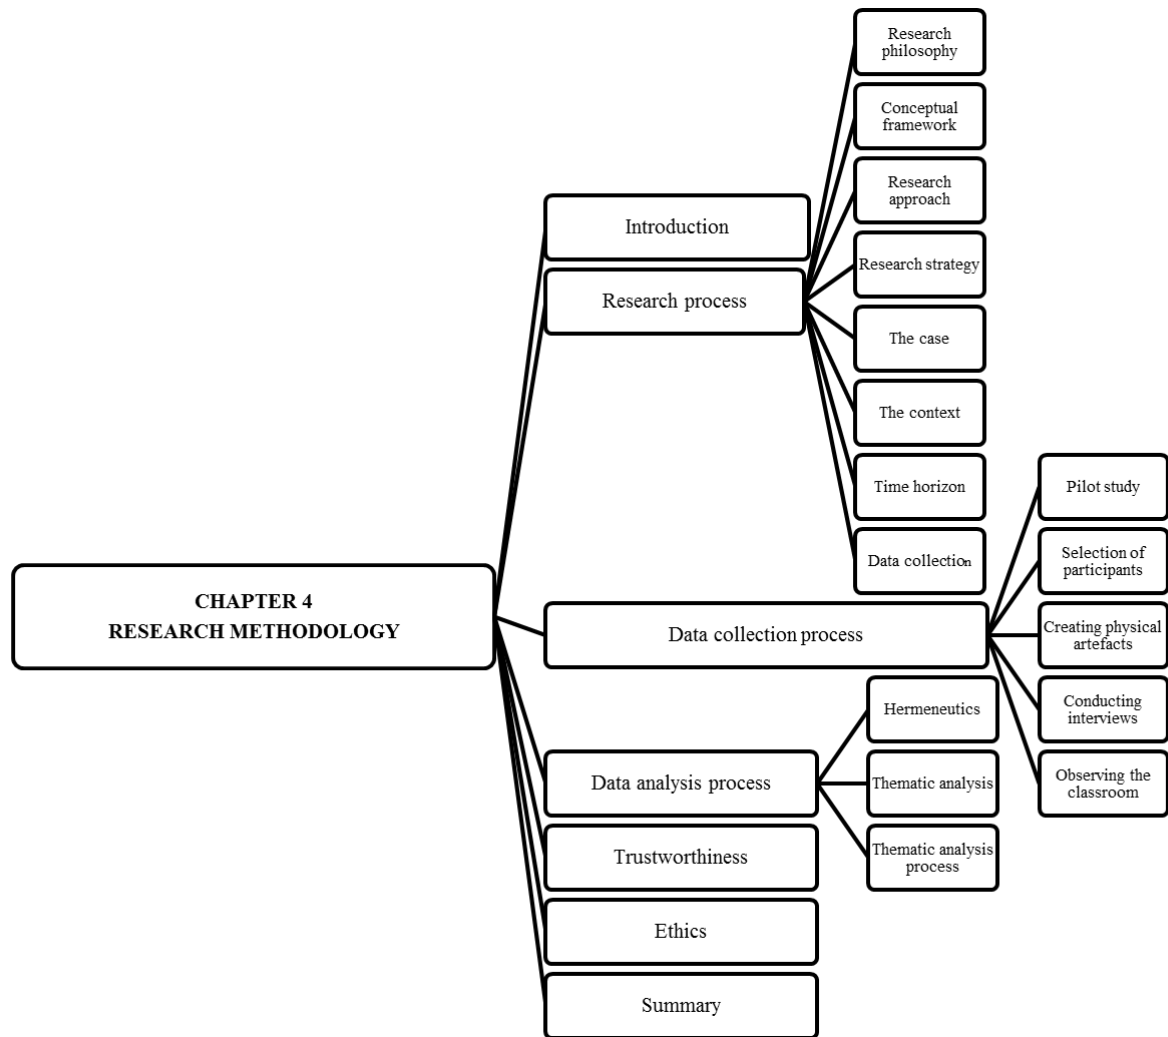 CHAPTER 4
RESEARCH METHODOLOGY
Introduction
Research process
Research
philosophy
Conceptual
framework
Research
approach
Research strategy
The case
The context
Time horizon
Data collection
Data collection process
Pilot study
Selection of
participants
Creating physical
artefacts
Conducting
interviews
Observing the
classroom
Data analysis process
Hermeneutics
Thematic analysis
Thematic analysis
process
Trustworthiness
Ethics
Summary